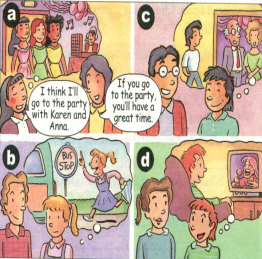 a
c
I think I'll
go to the party
with Karen and
Anna.
If you go
to the party,
you'll have a
great time.
b
BUS
STOP
d